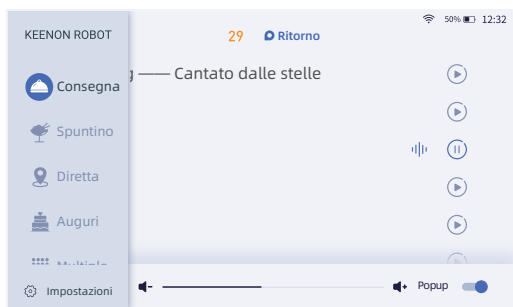 50% 12:32
KEENON ROBOT
29 Ritorno
Consegna
—— Cantato dalle stelle
Spuntino
Diretta
Auguri
Impostazioni
Popup